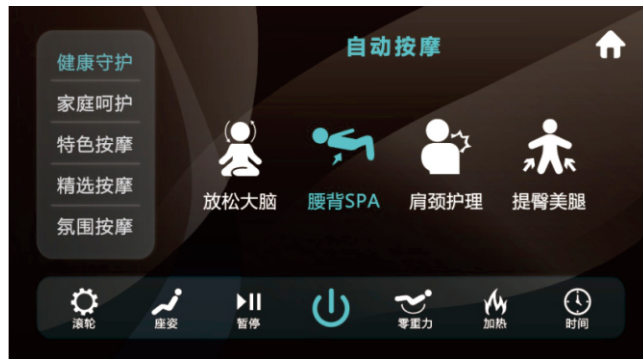 自动按摩
健康守护
家庭呵护
特色按摩
精选按摩
氛围按摩
放松大脑
腰背SPA
肩颈护理
提臀美腿
滚轮
座姿
暂停
零重力
加热
时间